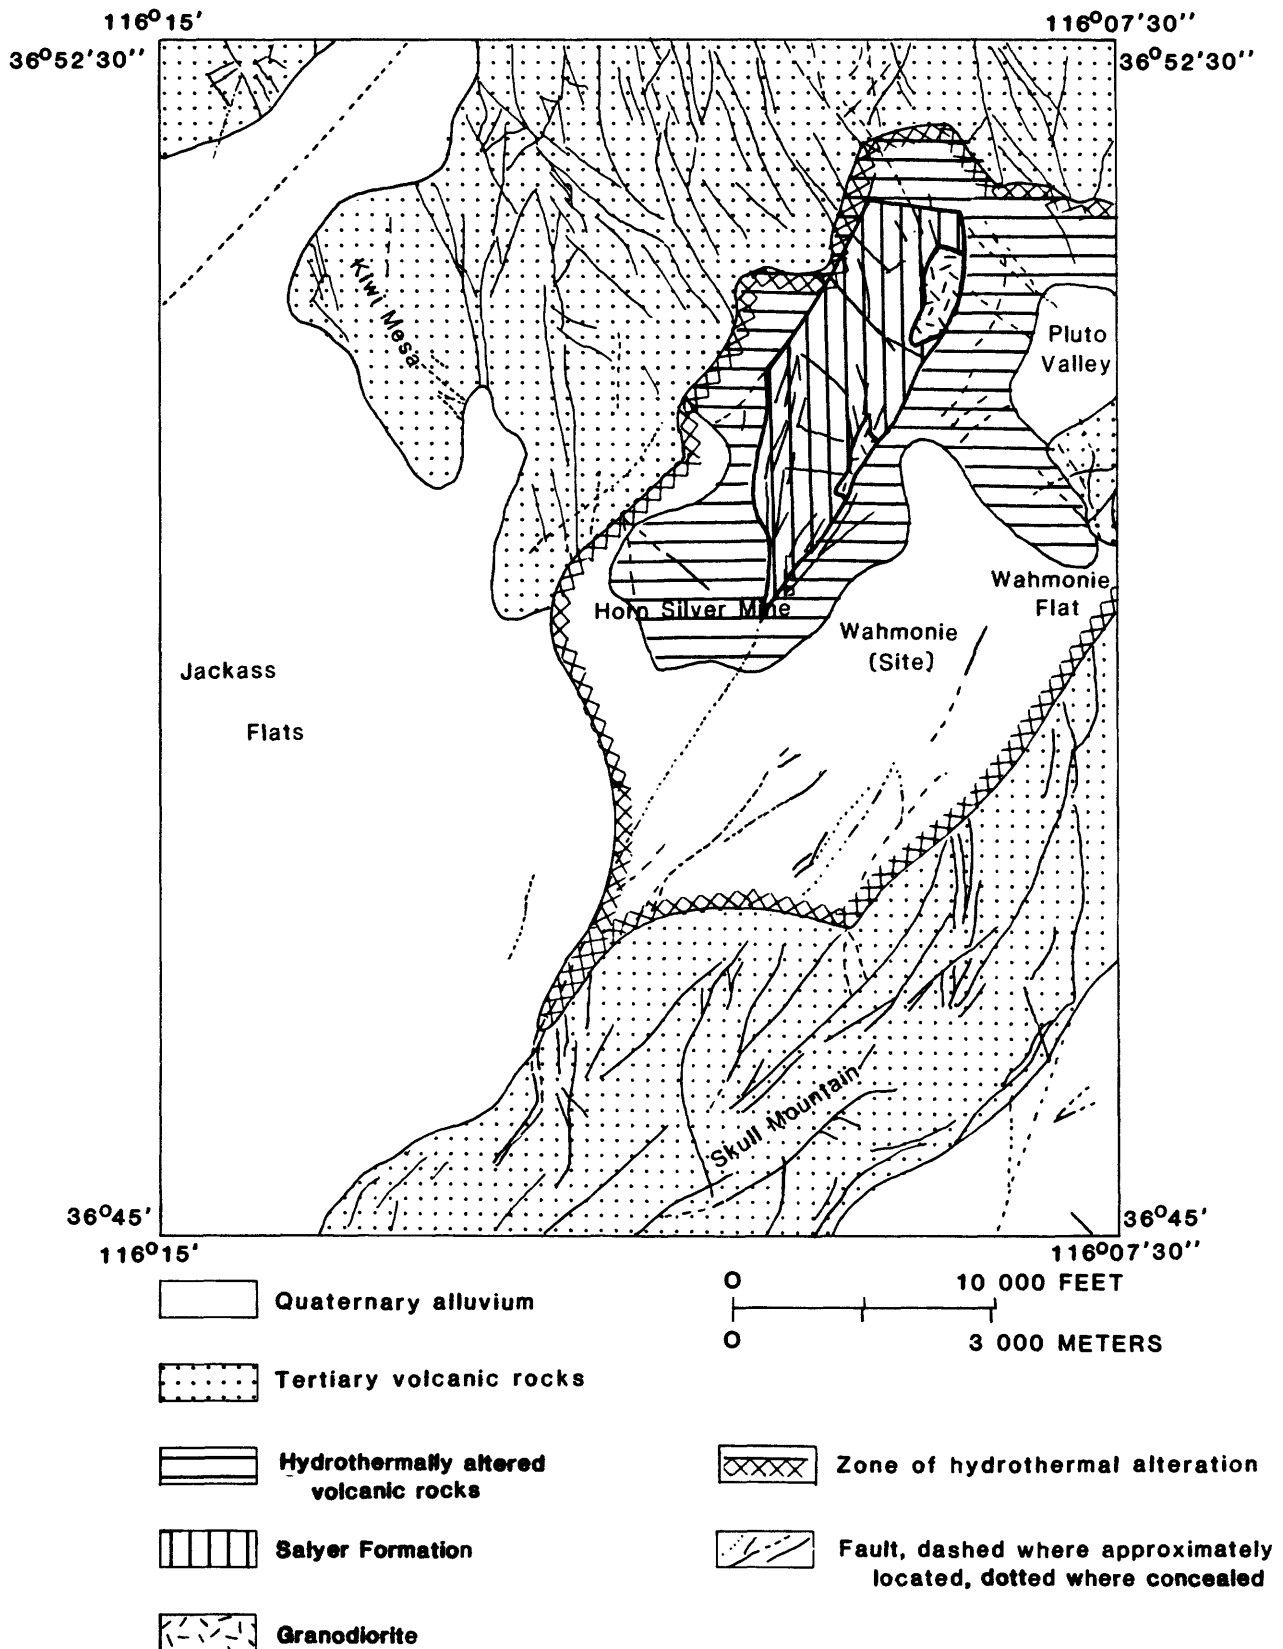 116°15'
116°07'30''
36°52'30''
36°52'30''
Kiwi Mesa
Pluto
Valley
Wahmonie
Flat
Horn Silver Mine
Wahmonie
(Site)
Jackass
Flats
Skull Mountain
36°45'
36°45'
116°15'
116°07'30''
Quaternary alluvium
0 10 000 FEET
0 3 000 METERS
Tertiary volcanic rocks
Hydrothermally altered
volcanic rocks
Zone of hydrothermal alteration
Salyer Formation
Fault, dashed where approximately
located, dotted where concealed
Granodiorite